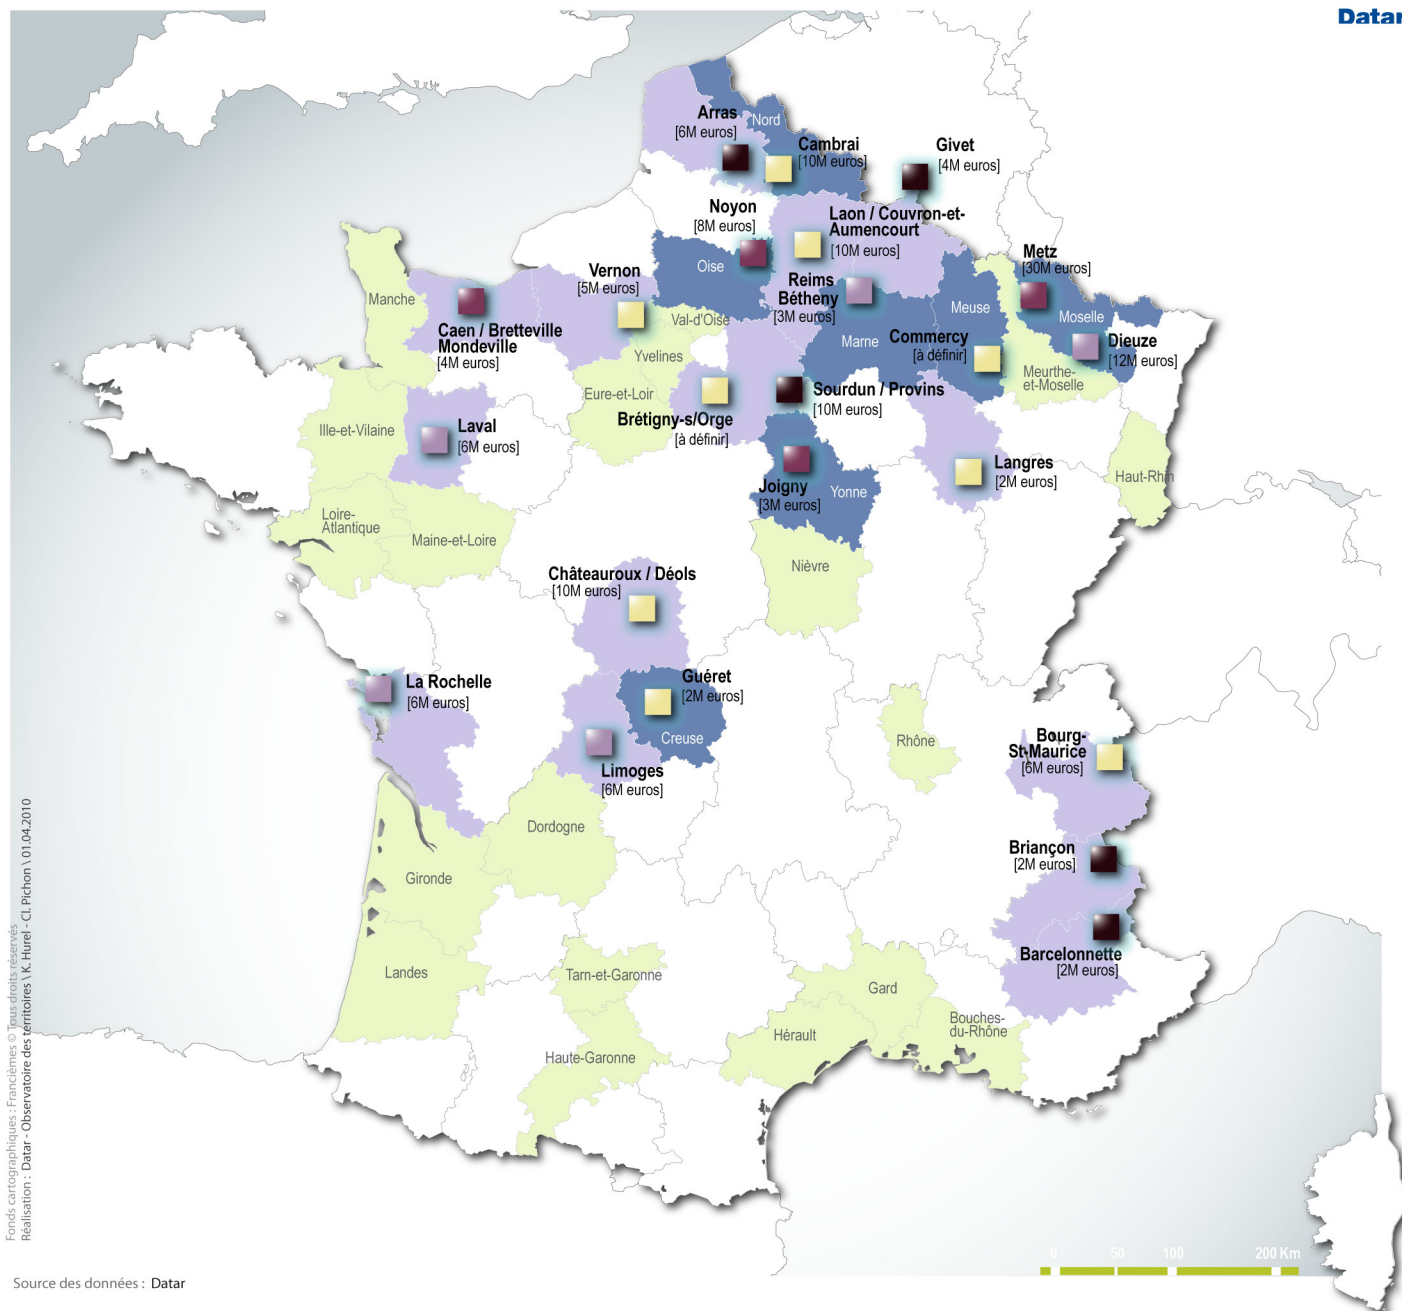 Datar
Arras
[6M euros]
Nord
Cambrai
[10M euros]
Givet
[4M euros]
Noyon
[8M euros]
Laon / Couvron-et-
Aumencourt
[10M euros]
Metz
[30M euros]
Oise
Vernon
[5M euros]
Reims
Bétheny
[3M euros]
Meuse
Moselle
Manche
Val-d'Oise
Caen / Bretteville
Mondeville
[4M euros]
Yvelines
Marne
Commercy
[à définir]
Dieuze
[12M euros]
Meurthe-
et-Moselle
Eure-et-Loir
Sourdun / Provins
[10M euros]
Brétigny-s/Orge
[à définir]
Ille-et-Vilaine
Laval
[6M euros]
Langres
[2M euros]
Haut-Rhin
Joigny
[3M euros]
Yonne
Loire-
Atlantique
Maine-et-Loire
Nièvre
Châteauroux / Déols
[10M euros]
La Rochelle
[6M euros]
Guéret
[2M euros]
Creuse
Rhône
Bourg-
St-Maurice
[6M euros]
Limoges
[6M euros]
Dordogne
Briançon
[2M euros]
Gironde
Barcelonnette
[2M euros]
Landes
Tarn-et-Garonne
Gard
Bouches-
du-Rhône
Hérault
Haute-Garonne
Fonds cartographiques : Francièmes © Tous droits réservés
Réalisation : Datar - Observatoire des territoires \ K. Hurel - Cl. Pichon \ 01.04.2010
0 50 100 200 Km
Source des données : Datar